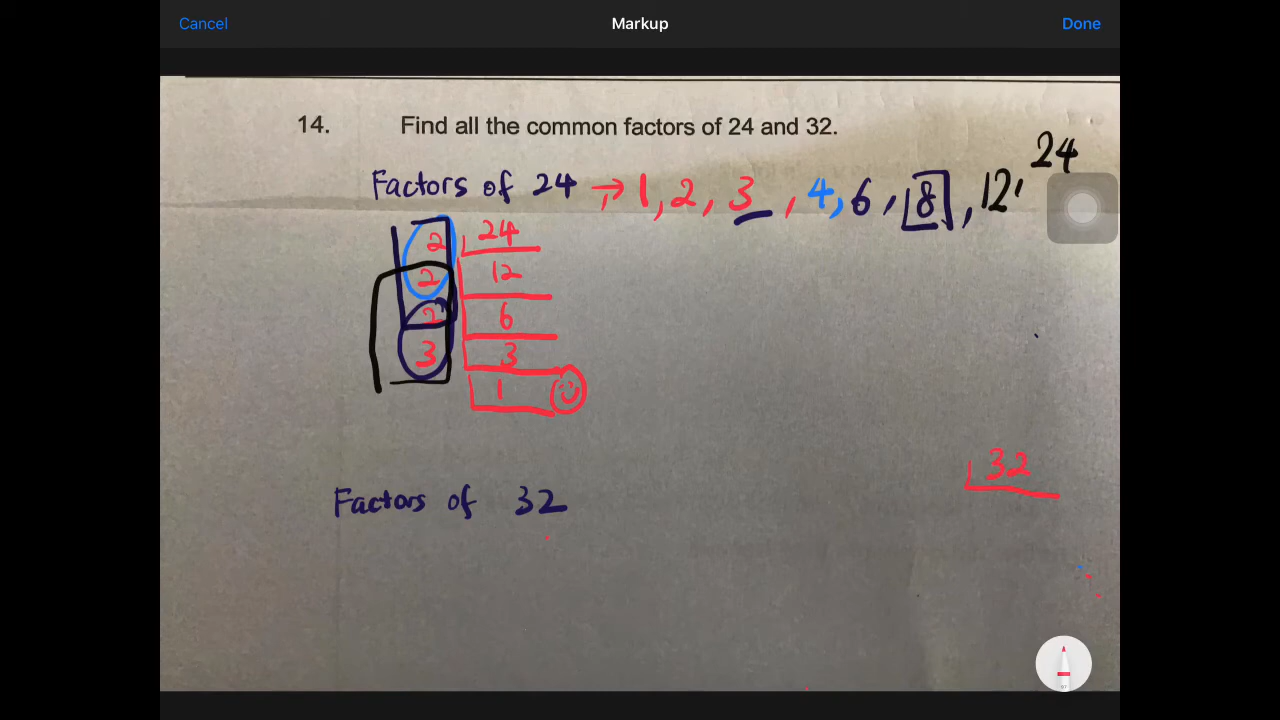 Cancel Markup Done
14. Find all the common factors of 24 and 32.
Factors of 24 → 1, 2, 3, 4, 6, 8, 12, 24
2 24
2 12
2 6
3 3
1
32
Factors of 32